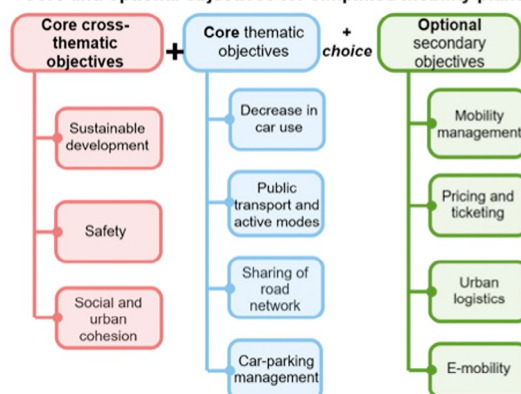 Core cross-
thematic
objectives
+
Core thematic
objectives
+
choice
Optional
secondary
objectives
Sustainable
development
Safety
Social and
urban
cohesion
Decrease in
car use
Public
transport and
active modes
Sharing of
road
network
Car-parking
management
Mobility
management
Pricing and
ticketing
Urban
logistics
E-mobility